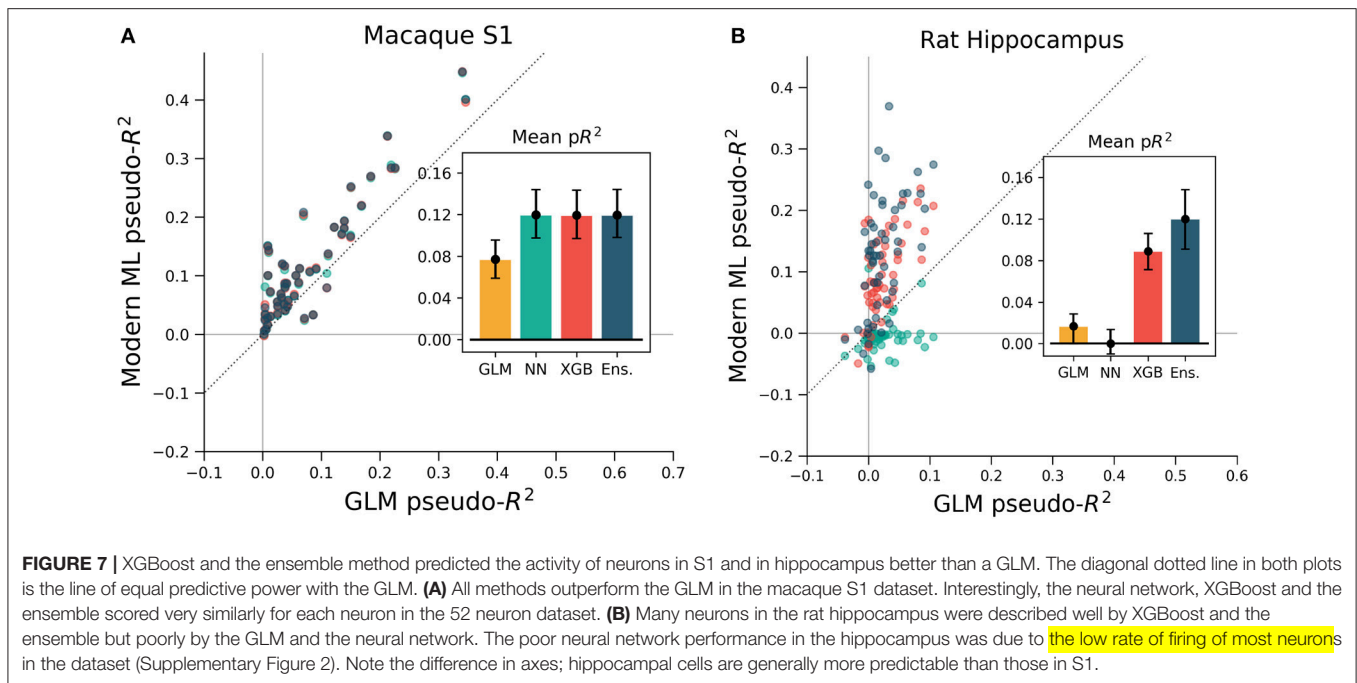 A
Macaque S1
B
Rat Hippocampus
Modern ML pseudo-R²
0.4
0.3
0.2
0.1
0.0
−0.1
−0.2
−0.1
0.0
0.1
0.2
0.3
0.4
0.5
0.6
0.7
GLM pseudo-R²
Mean pR²
0.16
0.12
0.08
0.04
0.00
GLM
NN
XGB
Ens.
Modern ML pseudo-R²
0.4
0.3
0.2
0.1
0.0
−0.1
−0.2
−0.1
0.0
0.1
0.2
0.3
0.4
0.5
0.6
GLM pseudo-R²
Mean pR²
0.16
0.12
0.08
0.04
0.00
GLM
NN
XGB
Ens.
FIGURE 7 | XGBoost and the ensemble method predicted the activity of neurons in S1 and in hippocampus better than a GLM. The diagonal dotted line in both plots
is the line of equal predictive power with the GLM. (A) All methods outperform the GLM in the macaque S1 dataset. Interestingly, the neural network, XGBoost and the
ensemble scored very similarly for each neuron in the 52 neuron dataset. (B) Many neurons in the rat hippocampus were described well by XGBoost and the
ensemble but poorly by the GLM and the neural network. The poor neural network performance in the hippocampus was due to the low rate of firing of most neurons
in the dataset (Supplementary Figure 2). Note the difference in axes; hippocampal cells are generally more predictable than those in S1.